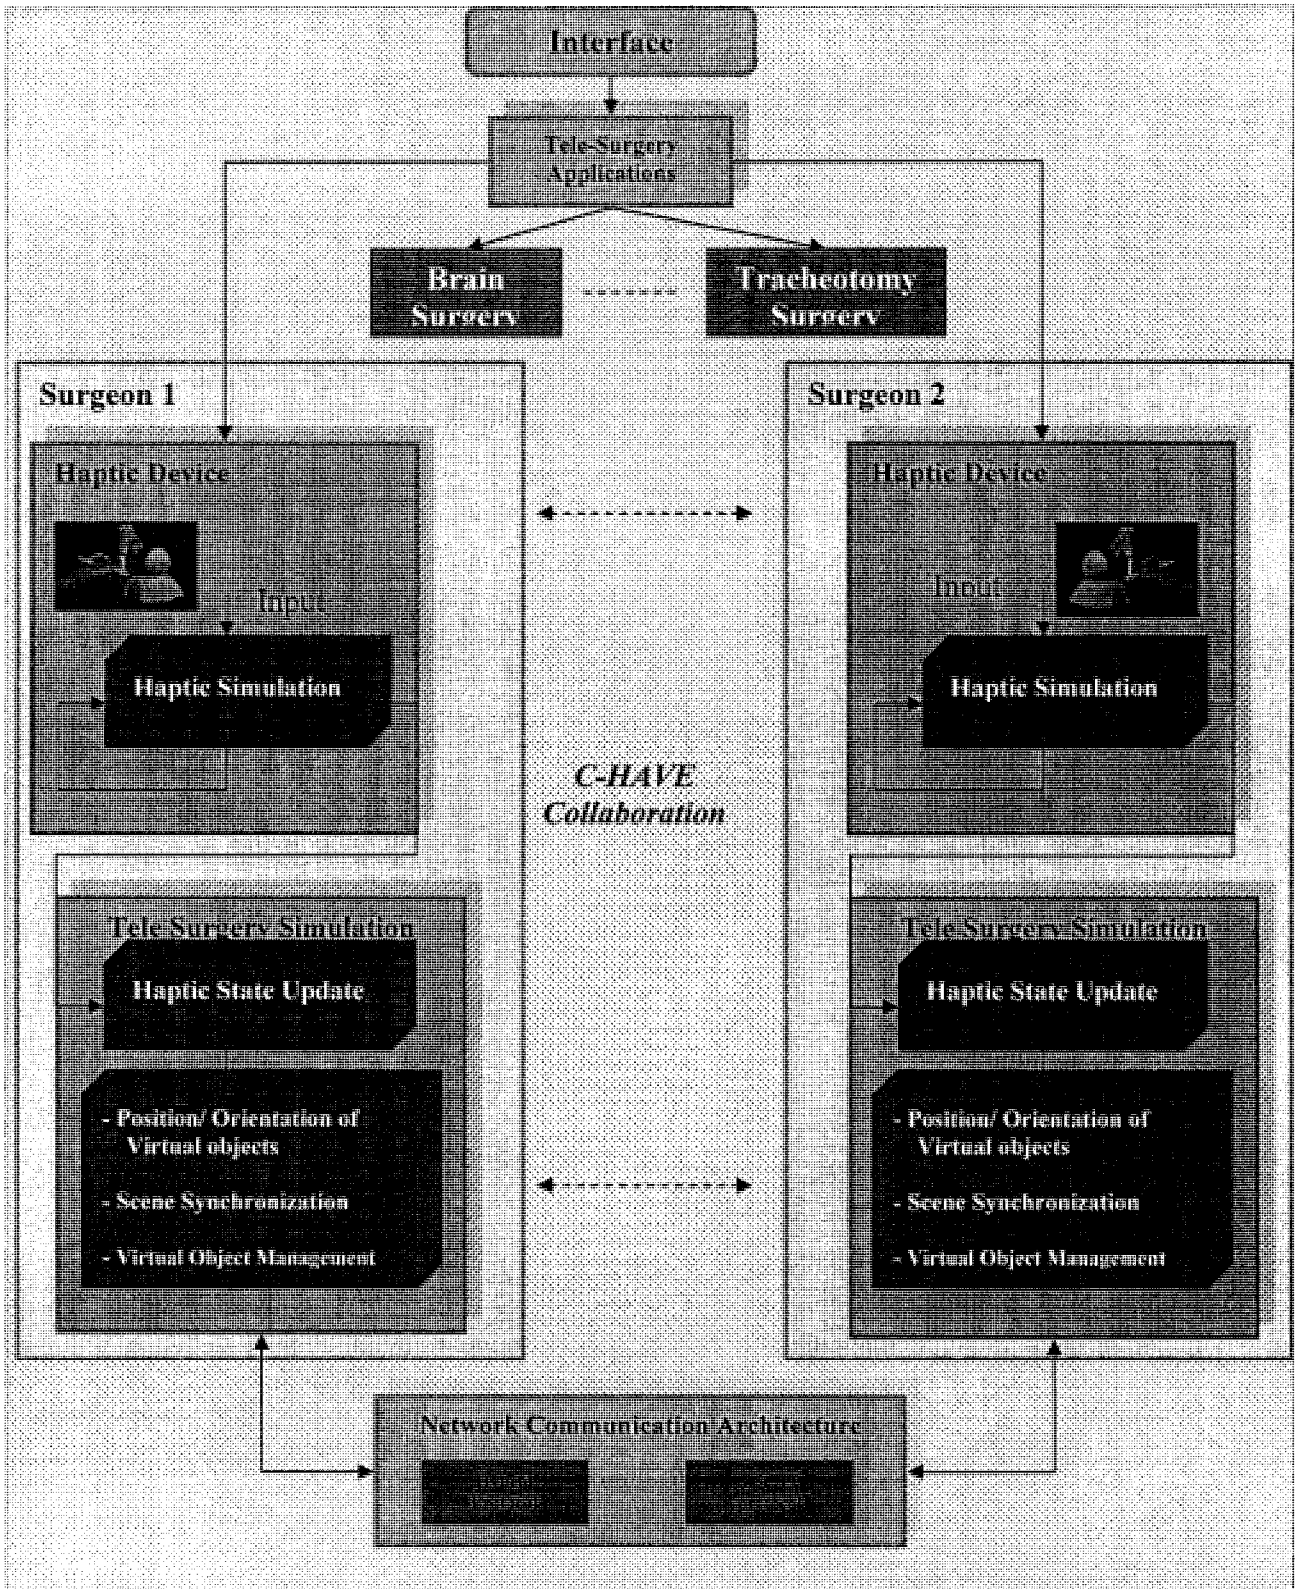 Interface
Tele-Surgery
Applications
Brain
Surgery
Tracheotomy
Surgery
Surgeon 1
Haptic Device
Input
Haptic Simulation
Tele Surgery Simulation
Haptic State Update
- Position/ Orientation of
Virtual objects
- Scene Synchronization
- Virtual Object Management
C-HAVE
Collaboration
Surgeon 2
Haptic Device
Input
Haptic Simulation
Tele Surgery Simulation
Haptic State Update
- Position/ Orientation of
Virtual objects
- Scene Synchronization
- Virtual Object Management
Network Communication Architecture